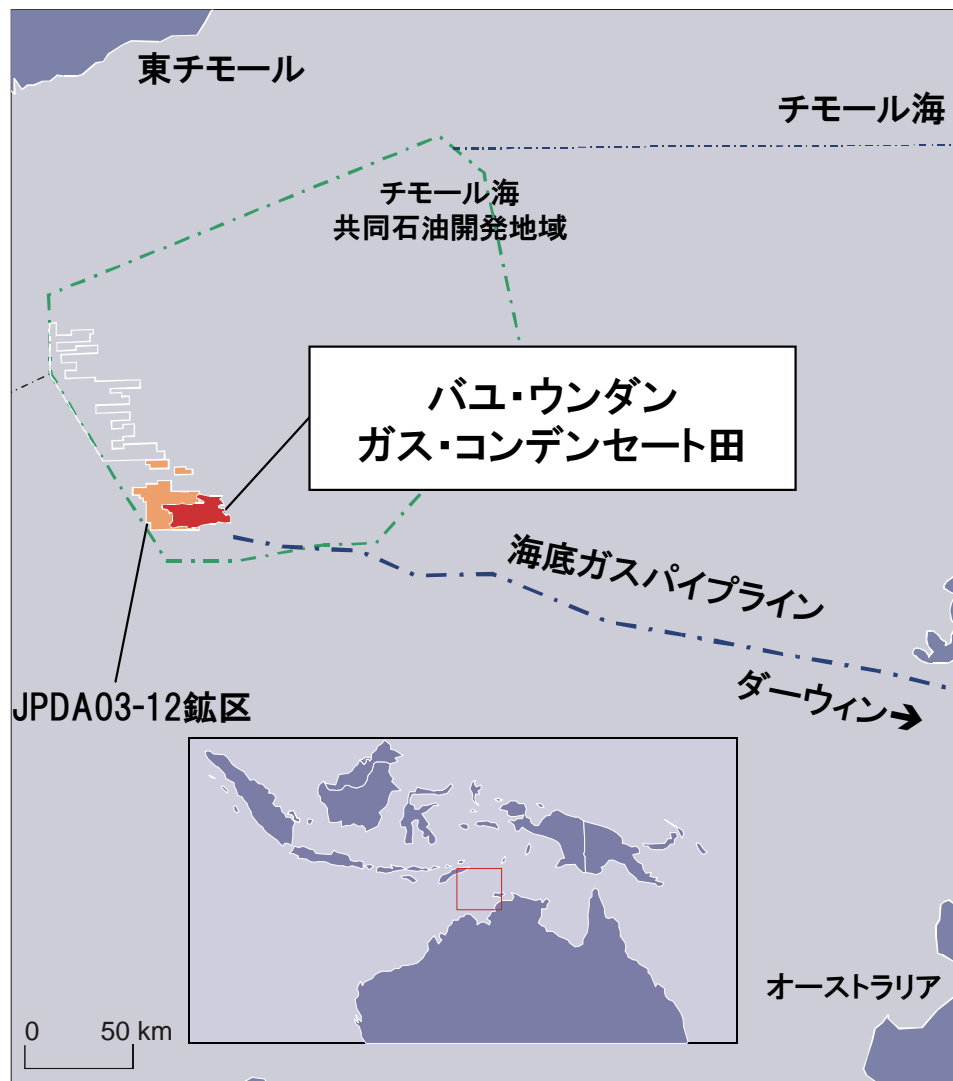 東チモール
チモール海
チモール海
共同石油開発地域
バユ・ウンダン
ガス・コンデンセート田
海底ガスパイプライン
ダーウィン→
JPDA03-12鉱区
オーストラリア
0 50 km